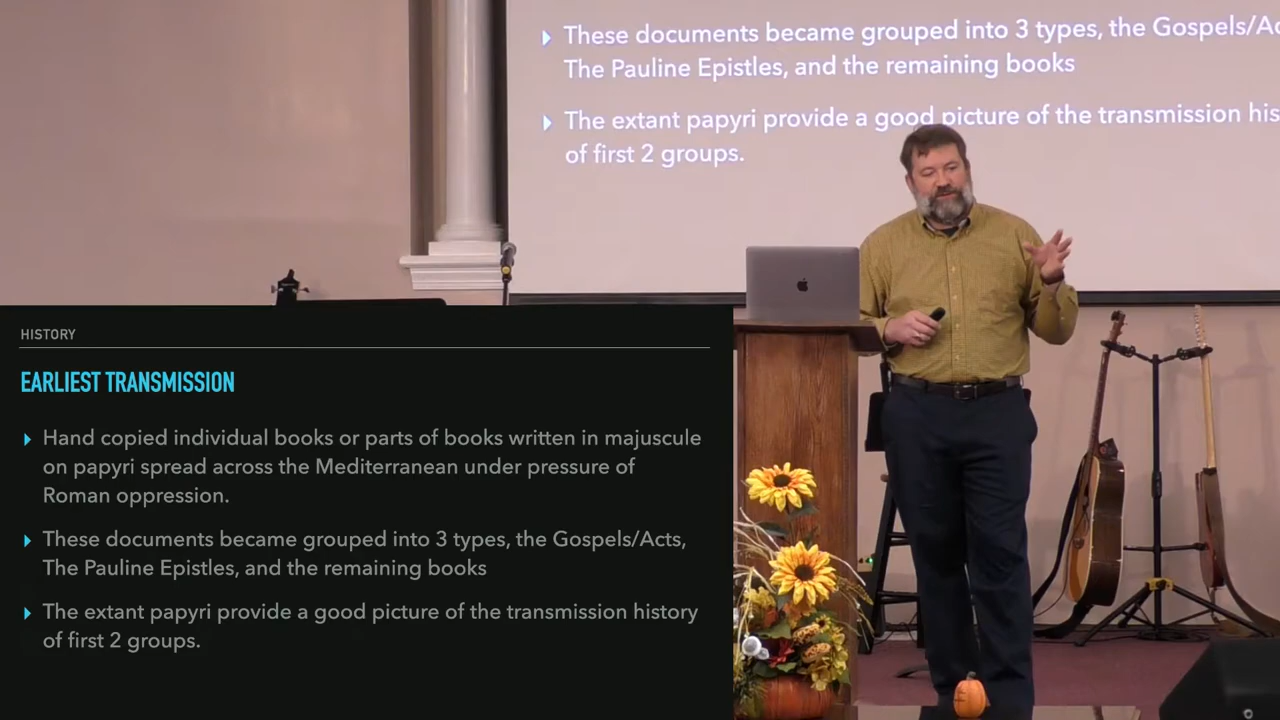 These documents became grouped into 3 types, the Gospels/Ac
The Pauline Epistles, and the remaining books
The extant papyri provide a good picture of the transmission his
of first 2 groups.
HISTORY
EARLIEST TRANSMISSION
Hand copied individual books or parts of books written in majuscule
on papyri spread across the Mediterranean under pressure of
Roman oppression.
These documents became grouped into 3 types, the Gospels/Acts,
The Pauline Epistles, and the remaining books
The extant papyri provide a good picture of the transmission history
of first 2 groups.